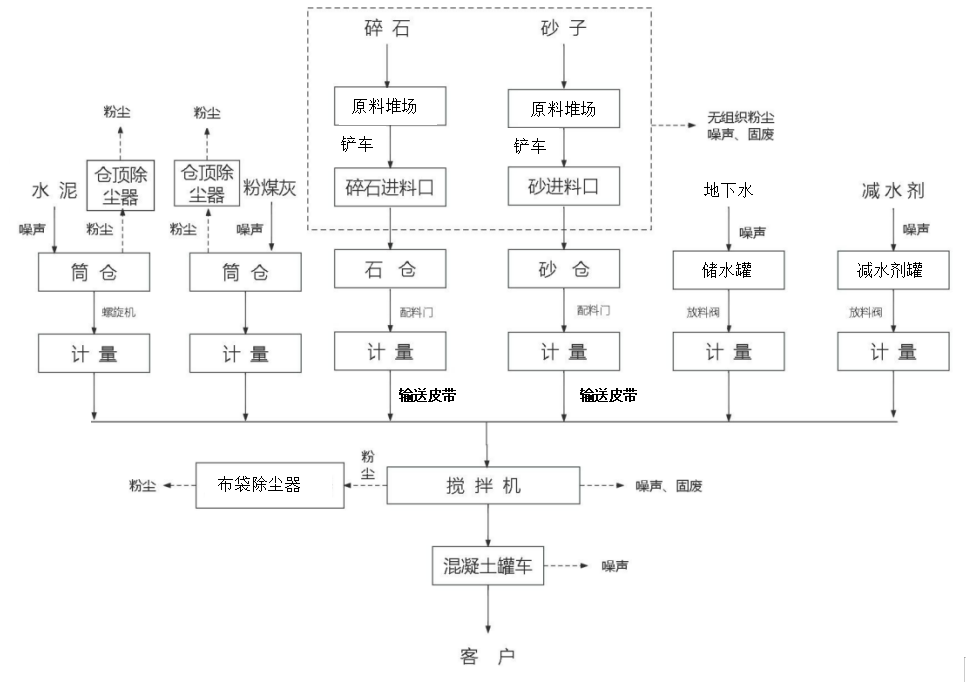 碎 石
砂 子
原料堆场
原料堆场
无组织粉尘
噪声、固废
粉尘
粉尘
铲车
铲车
仓顶除
尘器
仓顶除
尘器
水 泥
粉煤灰
碎石进料口
砂进料口
地下水
减 水 剂
噪声
粉尘
粉尘
噪声
噪声
噪声
筒 仓
筒 仓
石 仓
砂 仓
储水罐
减水剂罐
螺旋机
配料门
配料门
放料阀
放料阀
计 量
计 量
计 量
计 量
计 量
计 量
输送皮带
输送皮带
粉
尘
粉尘
布袋除尘器
搅 拌 机
噪声、固废
混凝土罐车
噪声
客 户